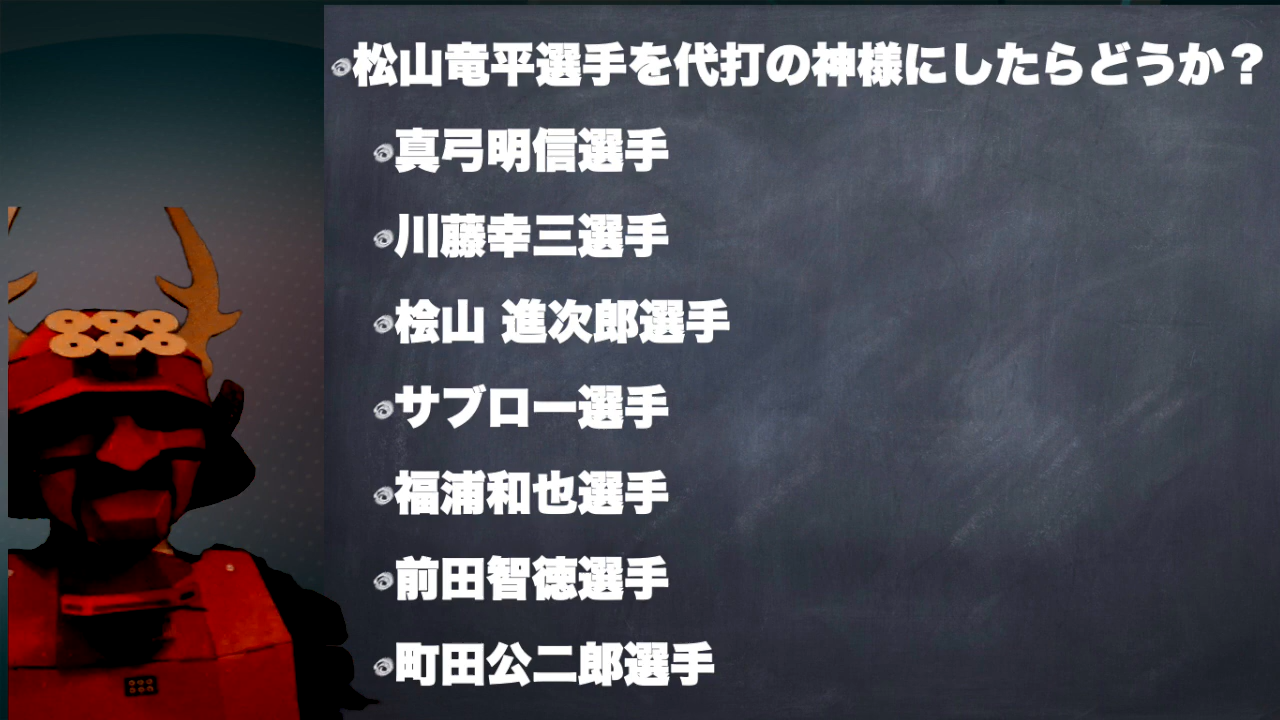 松山竜平選手を代打の神様にしたらどうか？
真弓明信選手
川藤幸三選手
桧山 進次郎選手
サブロー選手
福浦和也選手
前田智徳選手
町田公二郎選手